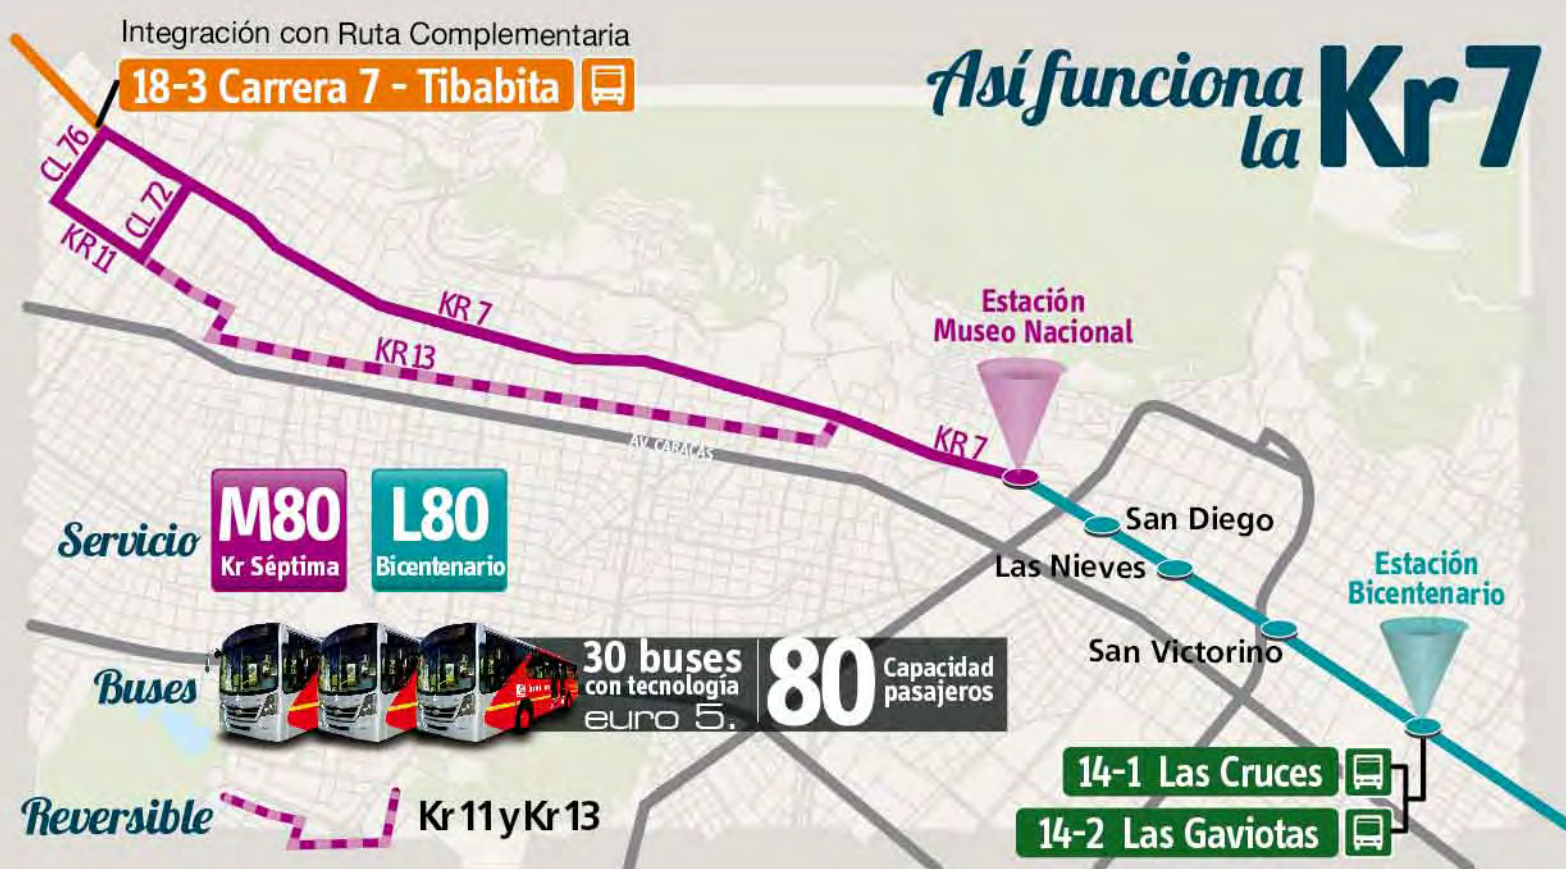 Integración con Ruta Complementaria
18-3 Carrera 7 - Tibabita
Así funciona
la Kr 7
CL 76
CL 72
KR 11
KR 7
KR 13
Estación
Museo Nacional
KR 7
AV. CARACAS
San Diego
Las Nieves
San Victorino
Estación
Bicentenario
Servicio
M80
Kr Séptima
L80
Bicentenario
Buses
30 buses
con tecnología
euro 5.
80
Capacidad
pasajeros
14-1 Las Cruces
14-2 Las Gaviotas
Reversible
Kr 11 y Kr 13